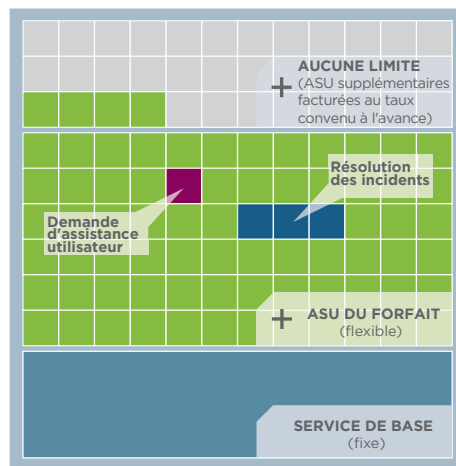 + AUCUNE LIMITE
(ASU supplémentaires
facturées au taux
convenu à l'avance)
Résolution
des incidents
Demande
d'assistance
utilisateur
+ ASU DU FORFAIT
(flexible)
SERVICE DE BASE
(fixe)